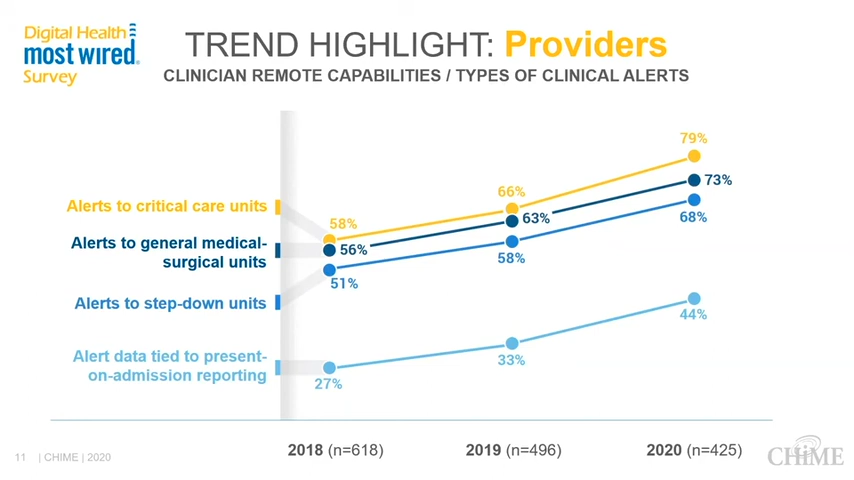 Digital Health
most wired®
Survey
TREND HIGHLIGHT: Providers
CLINICIAN REMOTE CAPABILITIES / TYPES OF CLINICAL ALERTS
79%
66%
73%
Alerts to critical care units
58%
63%
68%
Alerts to general medical-
surgical units
56%
58%
51%
Alerts to step-down units
44%
Alert data tied to present-
on-admission reporting
33%
27%
2018 (n=618)
2019 (n=496)
2020 (n=425)
11 | CHIME | 2020
CHIME